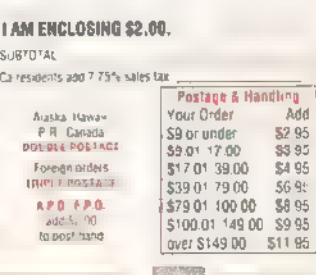 I AM ENCLOSING $2.00.
SUBTOTAL
Ca residents add 7 75% sales tax
Alaska Hawaii
P R Canada
DOUBLE POSTAGE
Foreign orders
TRIPLE POSTAGE
A.P.O. F.P.O.
add
to post hand
Postage & Handling
Your Order Add
$9 or under $2 95
$9.01 17.00 $3 95
$17 01 39.00 $4 95
$39 01 79 00 $6 95
$79 01 100 00 $8 95
$100.01 149 00 $9 95
over $149 00 $11 95